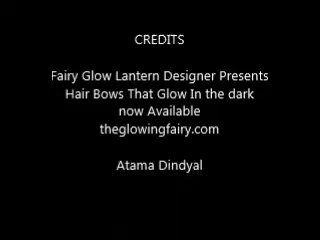 CREDITS
Fairy Glow Lantern Designer Presents
Hair Bows That Glow In the dark
now Available
theglowingfairy.com
Atama Dindyal